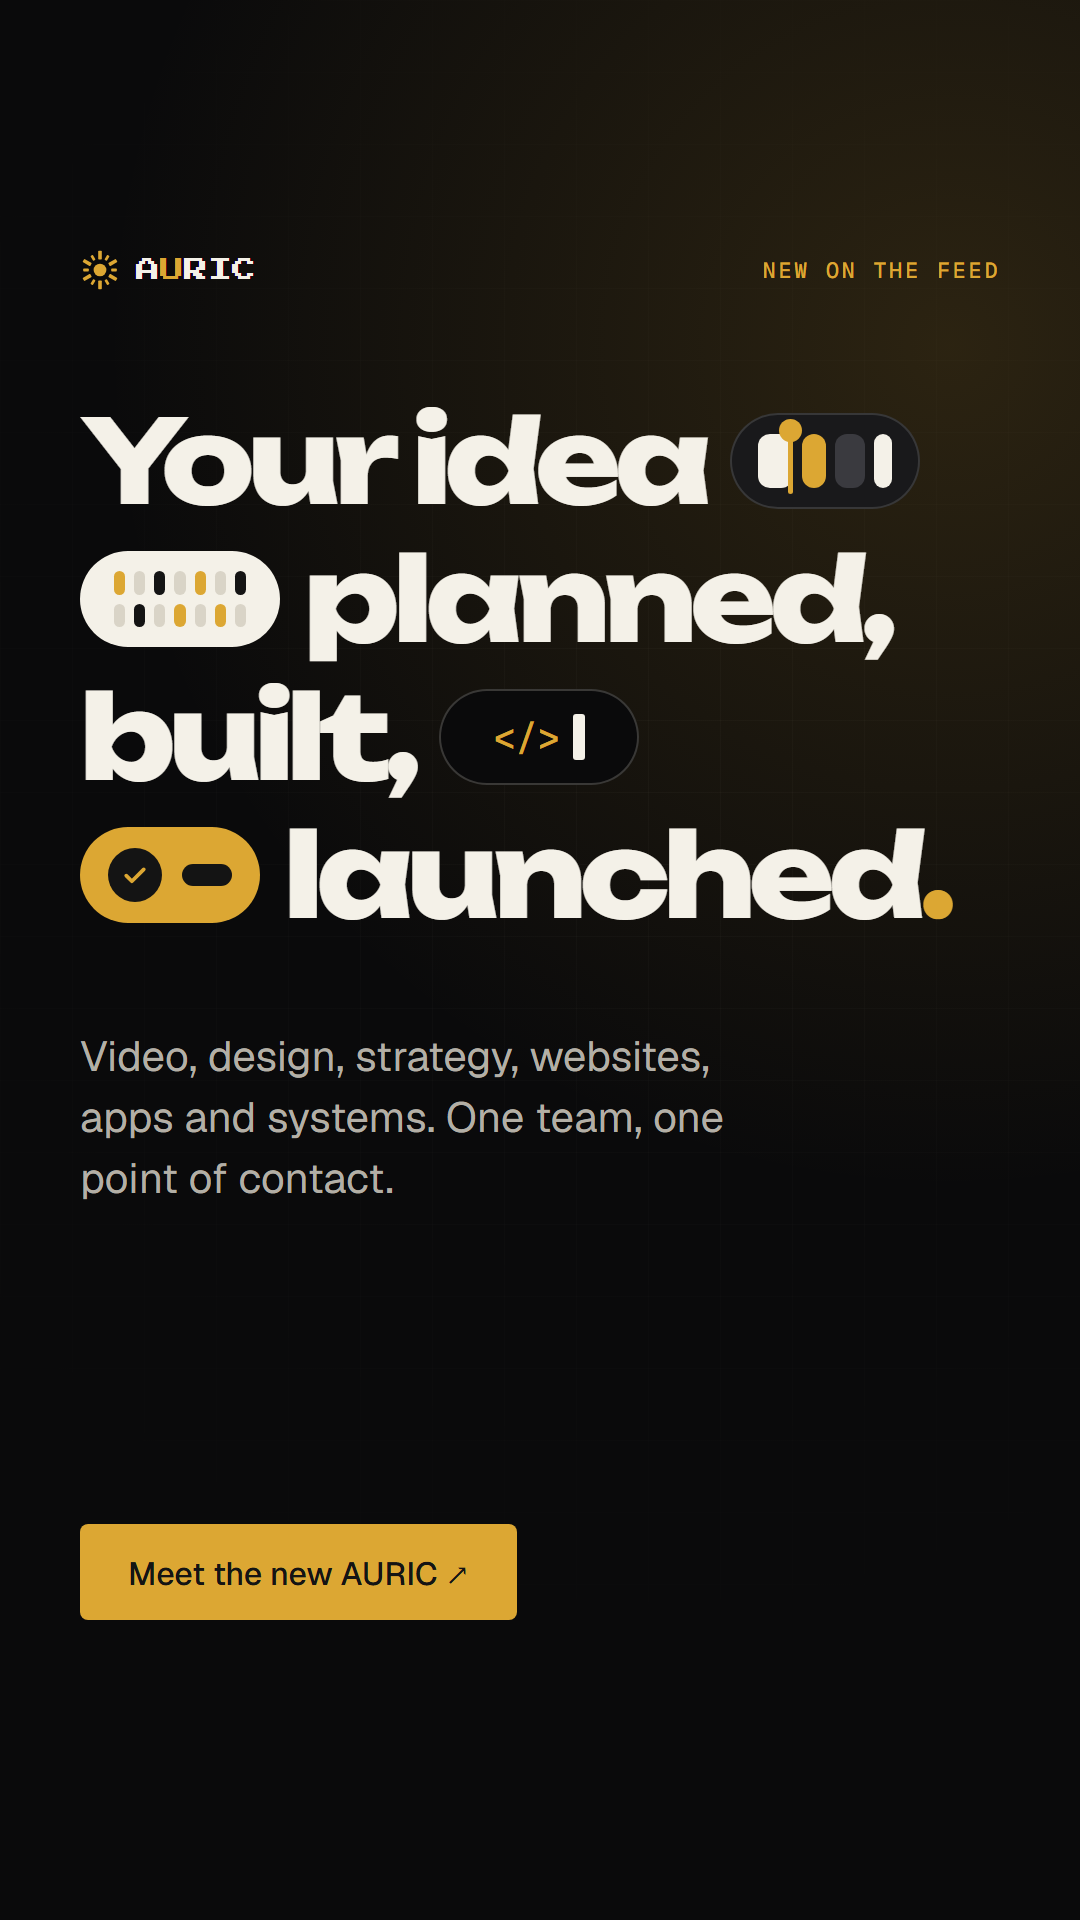 AURIC
NEW ON THE FEED
Your idea
planned,
built, </>
launched.
Video, design, strategy, websites,
apps and systems. One team, one
point of contact.
Meet the new AURIC ↗